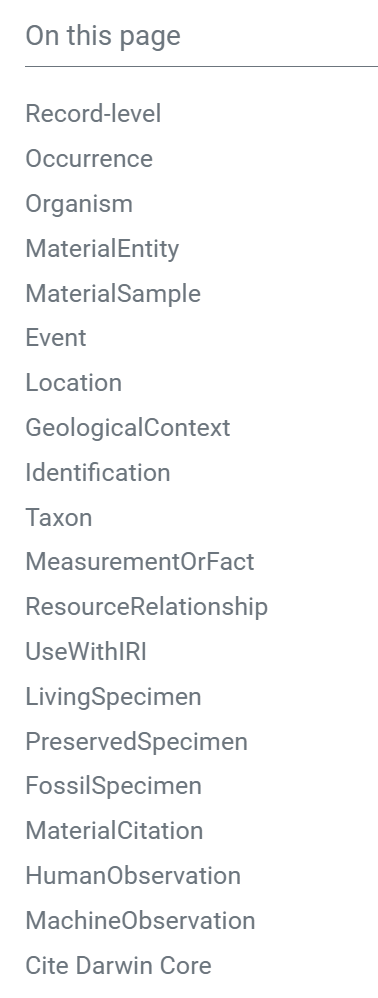 On this page
Record-level
Occurrence
Organism
MaterialEntity
MaterialSample
Event
Location
GeologicalContext
Identification
Taxon
MeasurementOrFact
ResourceRelationship
UseWithIRI
LivingSpecimen
PreservedSpecimen
FossilSpecimen
MaterialCitation
HumanObservation
MachineObservation
Cite Darwin Core